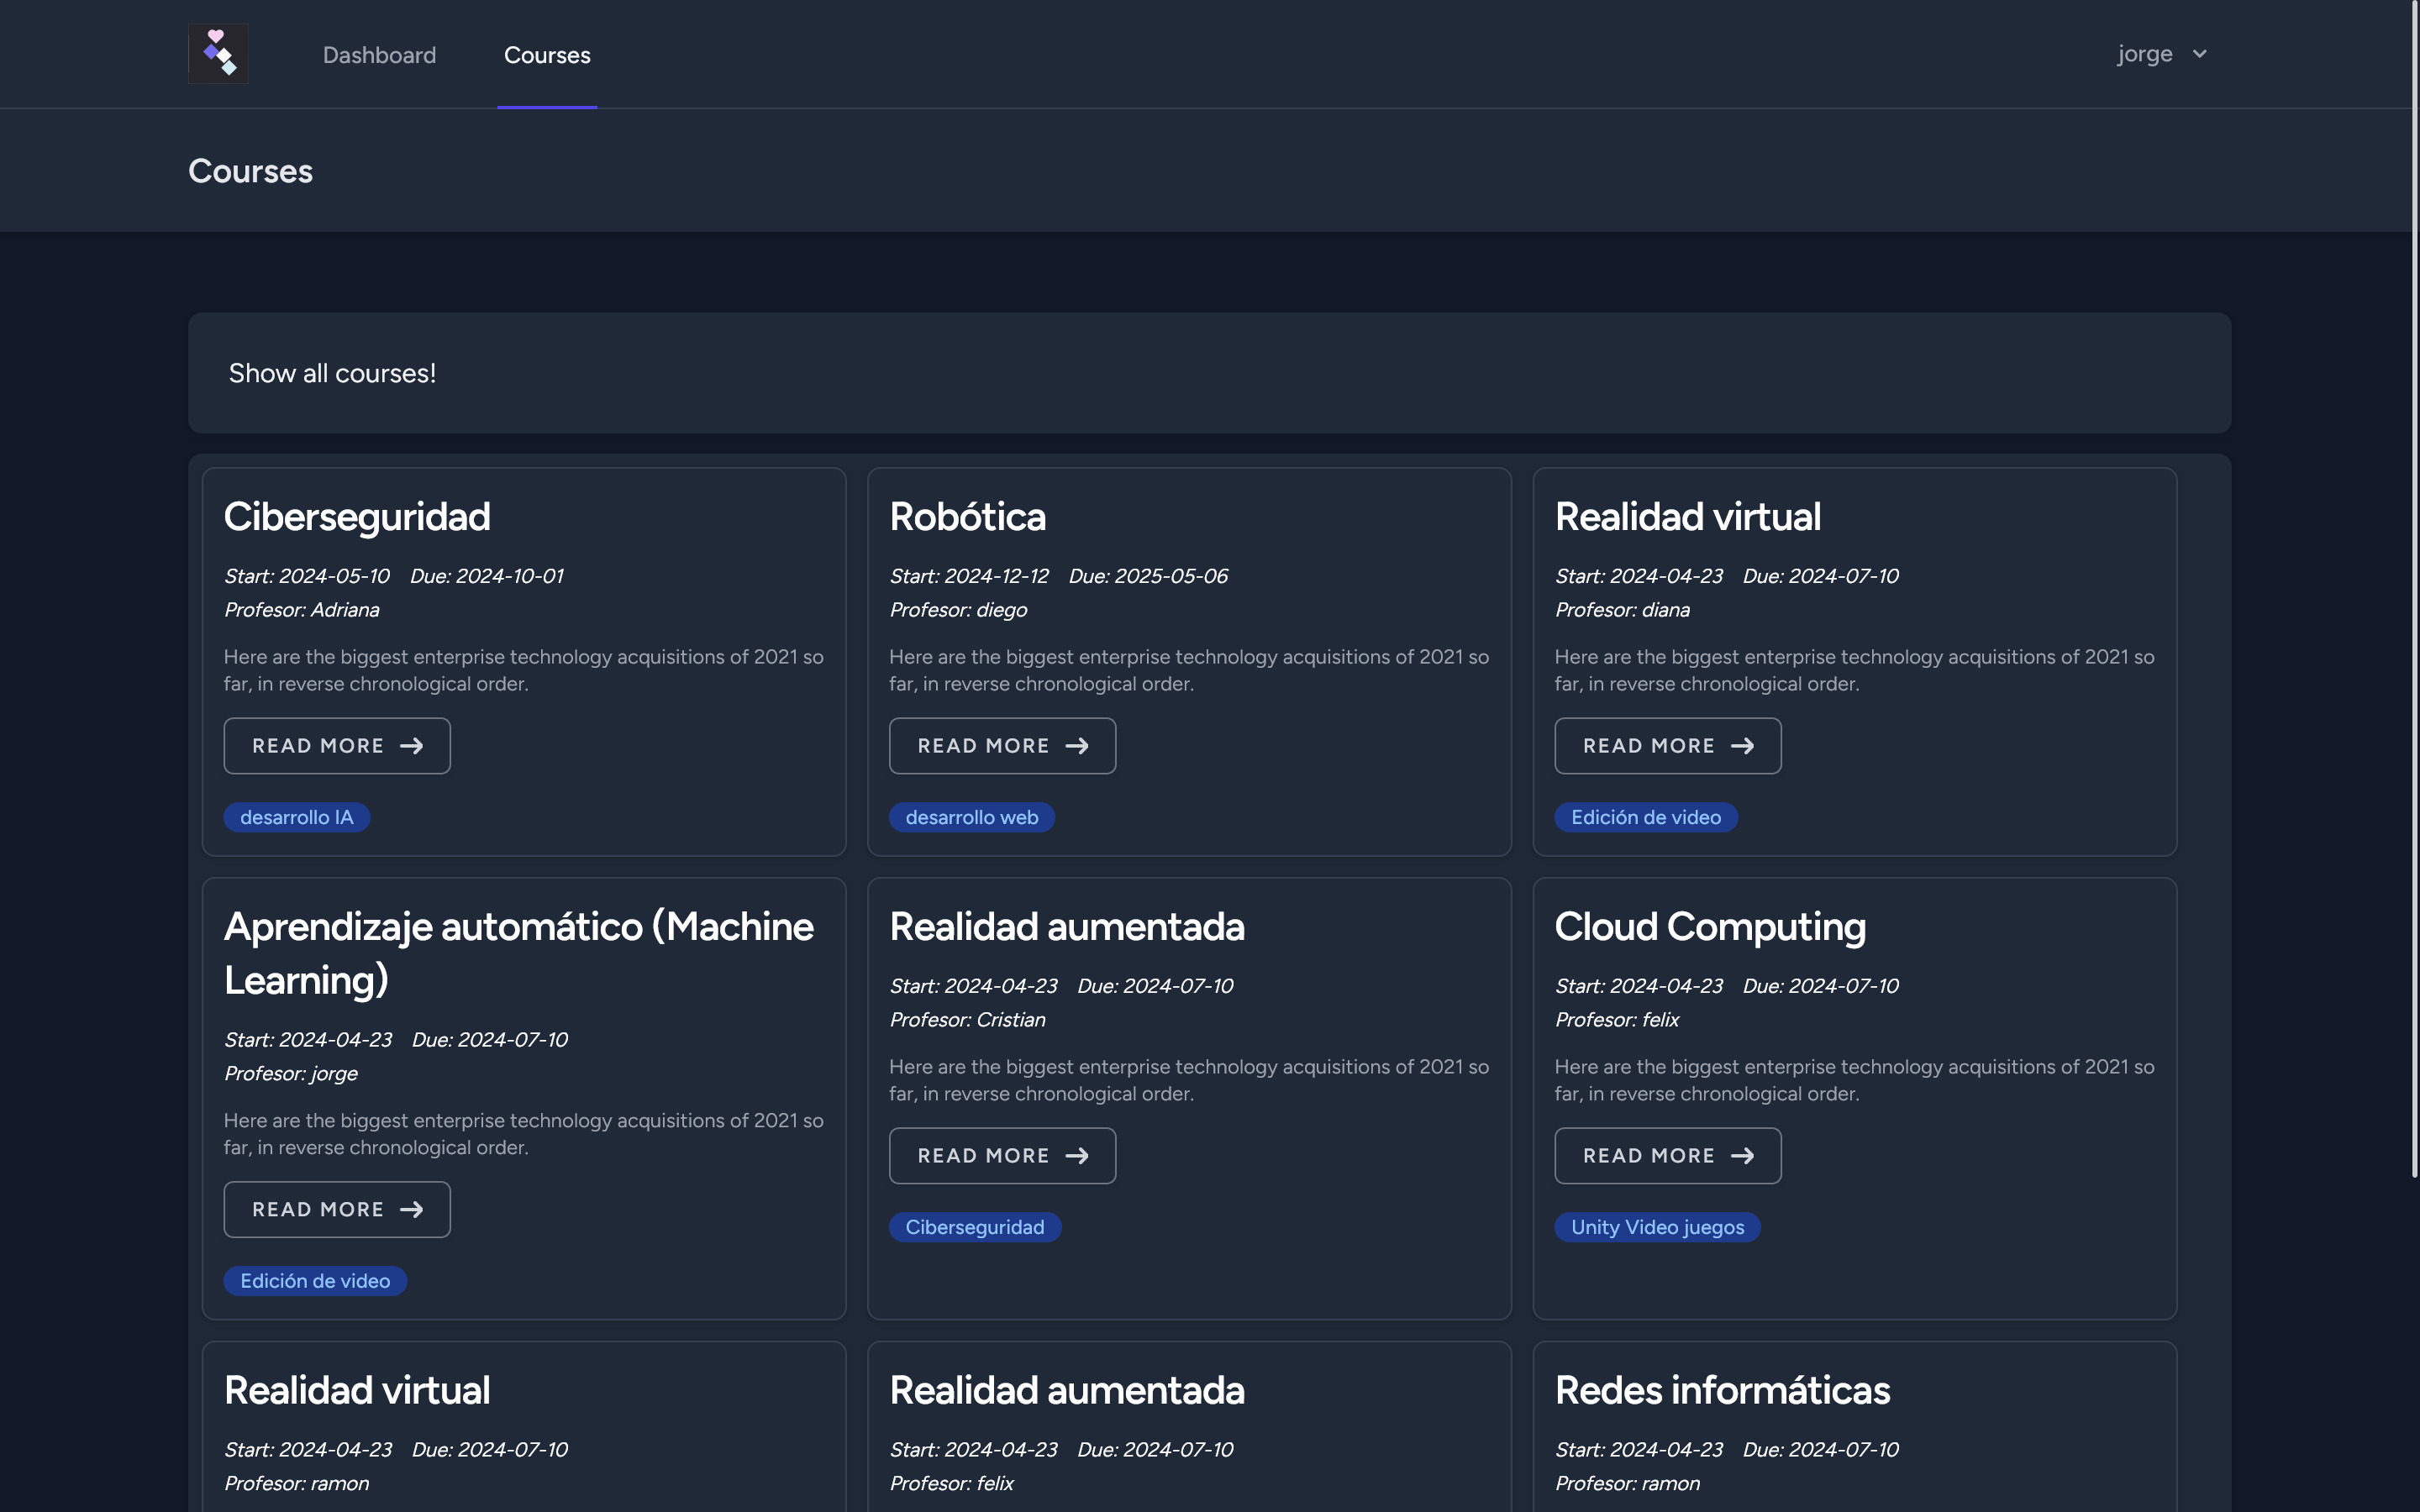 Dashboard
Courses
jorge
Courses
Show all courses!
Ciberseguridad
Start: 2024-05-10 Due: 2024-10-01
Profesor: Adriana
Here are the biggest enterprise technology acquisitions of 2021 so
far, in reverse chronological order.
READ MORE
desarrollo IA
Robótica
Start: 2024-12-12 Due: 2025-05-06
Profesor: diego
Here are the biggest enterprise technology acquisitions of 2021 so
far, in reverse chronological order.
READ MORE
desarrollo web
Realidad virtual
Start: 2024-04-23 Due: 2024-07-10
Profesor: diana
Here are the biggest enterprise technology acquisitions of 2021 so
far, in reverse chronological order.
READ MORE
Edición de video
Aprendizaje automático (Machine
Learning)
Start: 2024-04-23 Due: 2024-07-10
Profesor: jorge
Here are the biggest enterprise technology acquisitions of 2021 so
far, in reverse chronological order.
READ MORE
Edición de video
Realidad aumentada
Start: 2024-04-23 Due: 2024-07-10
Profesor: Cristian
Here are the biggest enterprise technology acquisitions of 2021 so
far, in reverse chronological order.
READ MORE
Ciberseguridad
Cloud Computing
Start: 2024-04-23 Due: 2024-07-10
Profesor: felix
Here are the biggest enterprise technology acquisitions of 2021 so
far, in reverse chronological order.
READ MORE
Unity Video juegos
Realidad virtual
Start: 2024-04-23 Due: 2024-07-10
Profesor: ramon
Realidad aumentada
Start: 2024-04-23 Due: 2024-07-10
Profesor: felix
Redes informáticas
Start: 2024-04-23 Due: 2024-07-10
Profesor: ramon